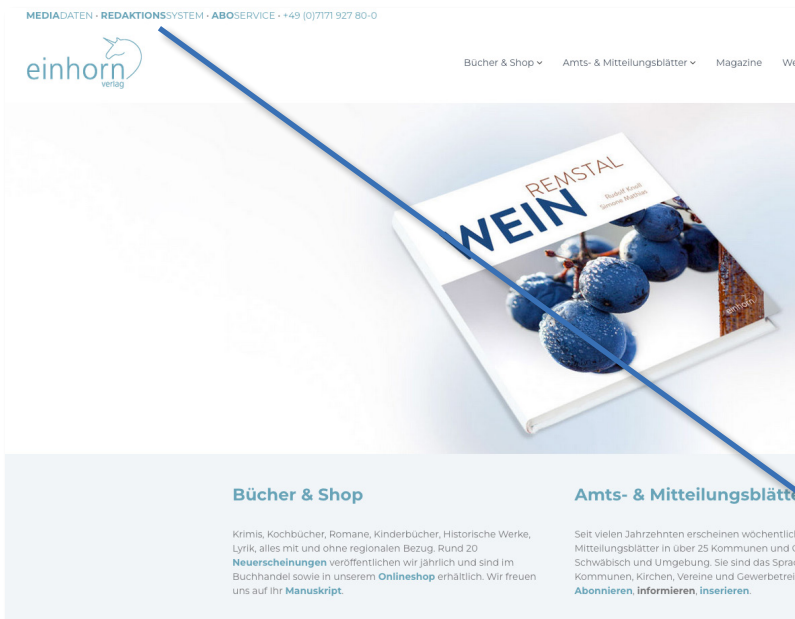 MEDIADATEN · REDAKTIONSSYSTEM · ABOSERVICE · +49 (0)7171 927 80-0
einhorn
verlag
Bücher & Shop
Amts- & Mitteilungsblätter
Magazine
REMSTAL
WEIN
Rudolf Knoll
Simone Mathias
einhorn
Bücher & Shop
Krimis, Kochbücher, Romane, Kinderbücher, Historische Werke,
Lyrik, alles mit und ohne regionalen Bezug. Rund 20
Neuerscheinungen veröffentlichen wir jährlich und sind im
Buchhandel sowie in unserem Onlineshop erhältlich. Wir freuen
uns auf Ihr Manuskript.
Amts- & Mitteilungsblätte
Seit vielen Jahrzehnten erscheinen wöchentlich
Mitteilungsblätter in über 25 Kommunen und
Schwäbisch und Umgebung. Sie sind das Sprac
Kommunen, Kirchen, Vereine und Gewerbetrei
Abonnieren, informieren, inserieren.